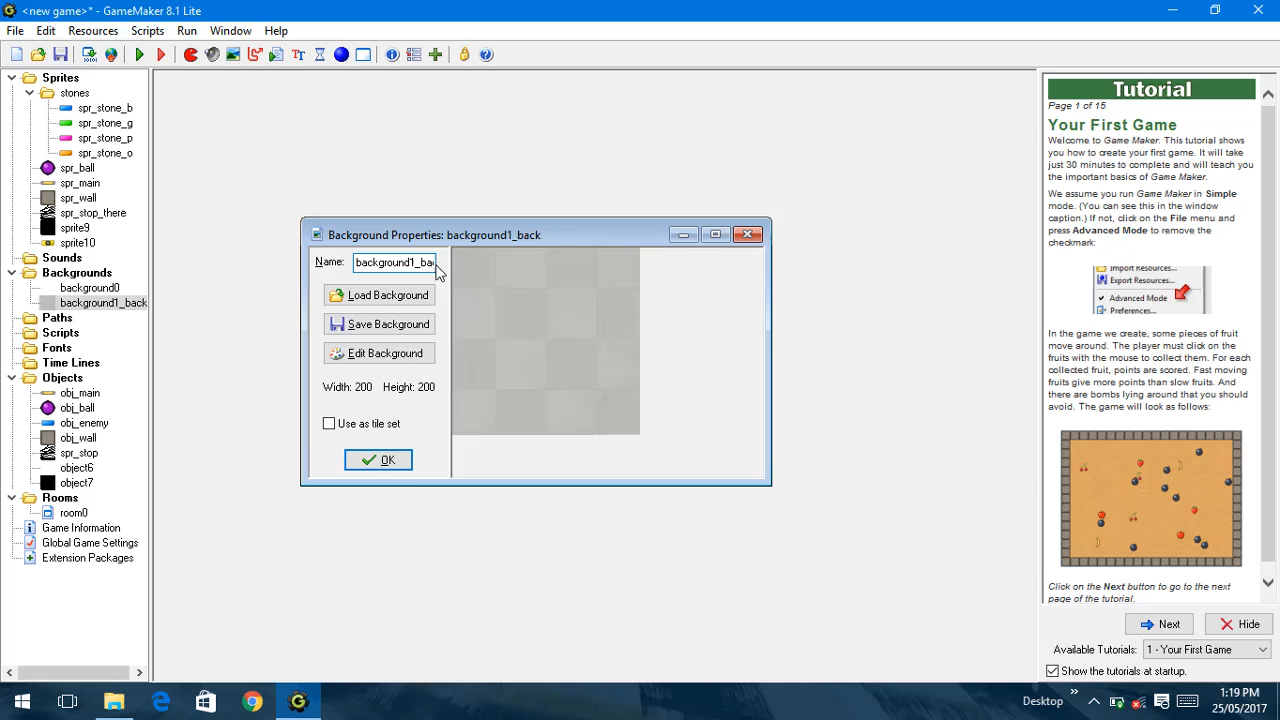 <new game>* - GameMaker 8.1 Lite
File Edit Resources Scripts Run Window Help
Sprites
stones
spr_stone_b
spr_stone_g
spr_stone_p
spr_stone_o
spr_ball
spr_main
spr_wall
spr_stop_there
sprite9
sprite10
Sounds
Backgrounds
background0
background1_back
Paths
Scripts
Fonts
Time Lines
Objects
obj_main
obj_ball
obj_enemy
obj_wall
spr_stop
object6
object7
Rooms
room0
Game Information
Global Game Settings
Extension Packages
Background Properties: background1_back
Name: background1_bac
Load Background
Save Background
Edit Background
Width: 200 Height: 200
Use as tile set
OK
Tutorial
Page 1 of 15
Your First Game
Welcome to Game Maker. This tutorial shows
you how to create your first game. It will take
just 30 minutes to complete and will teach you
the important basics of Game Maker.
We assume you run Game Maker in Simple
mode. (You can see this in the window
caption.) If not, click on the File menu and
press Advanced Mode to remove the
checkmark:
Import Resources...
Export Resources...
Advanced Mode
Preferences...
In the game we create, some pieces of fruit
move around. The player must click on the
fruits with the mouse to collect them. For each
collected fruit, points are scored. Fast moving
fruits give more points than slow fruits. And
there are bombs lying around that you should
avoid. The game will look as follows:
Click on the Next button to go to the next
page of the tutorial.
Next Hide
Available Tutorials: 1 - Your First Game
Show the tutorials at startup.
Desktop
1:19 PM
25/05/2017